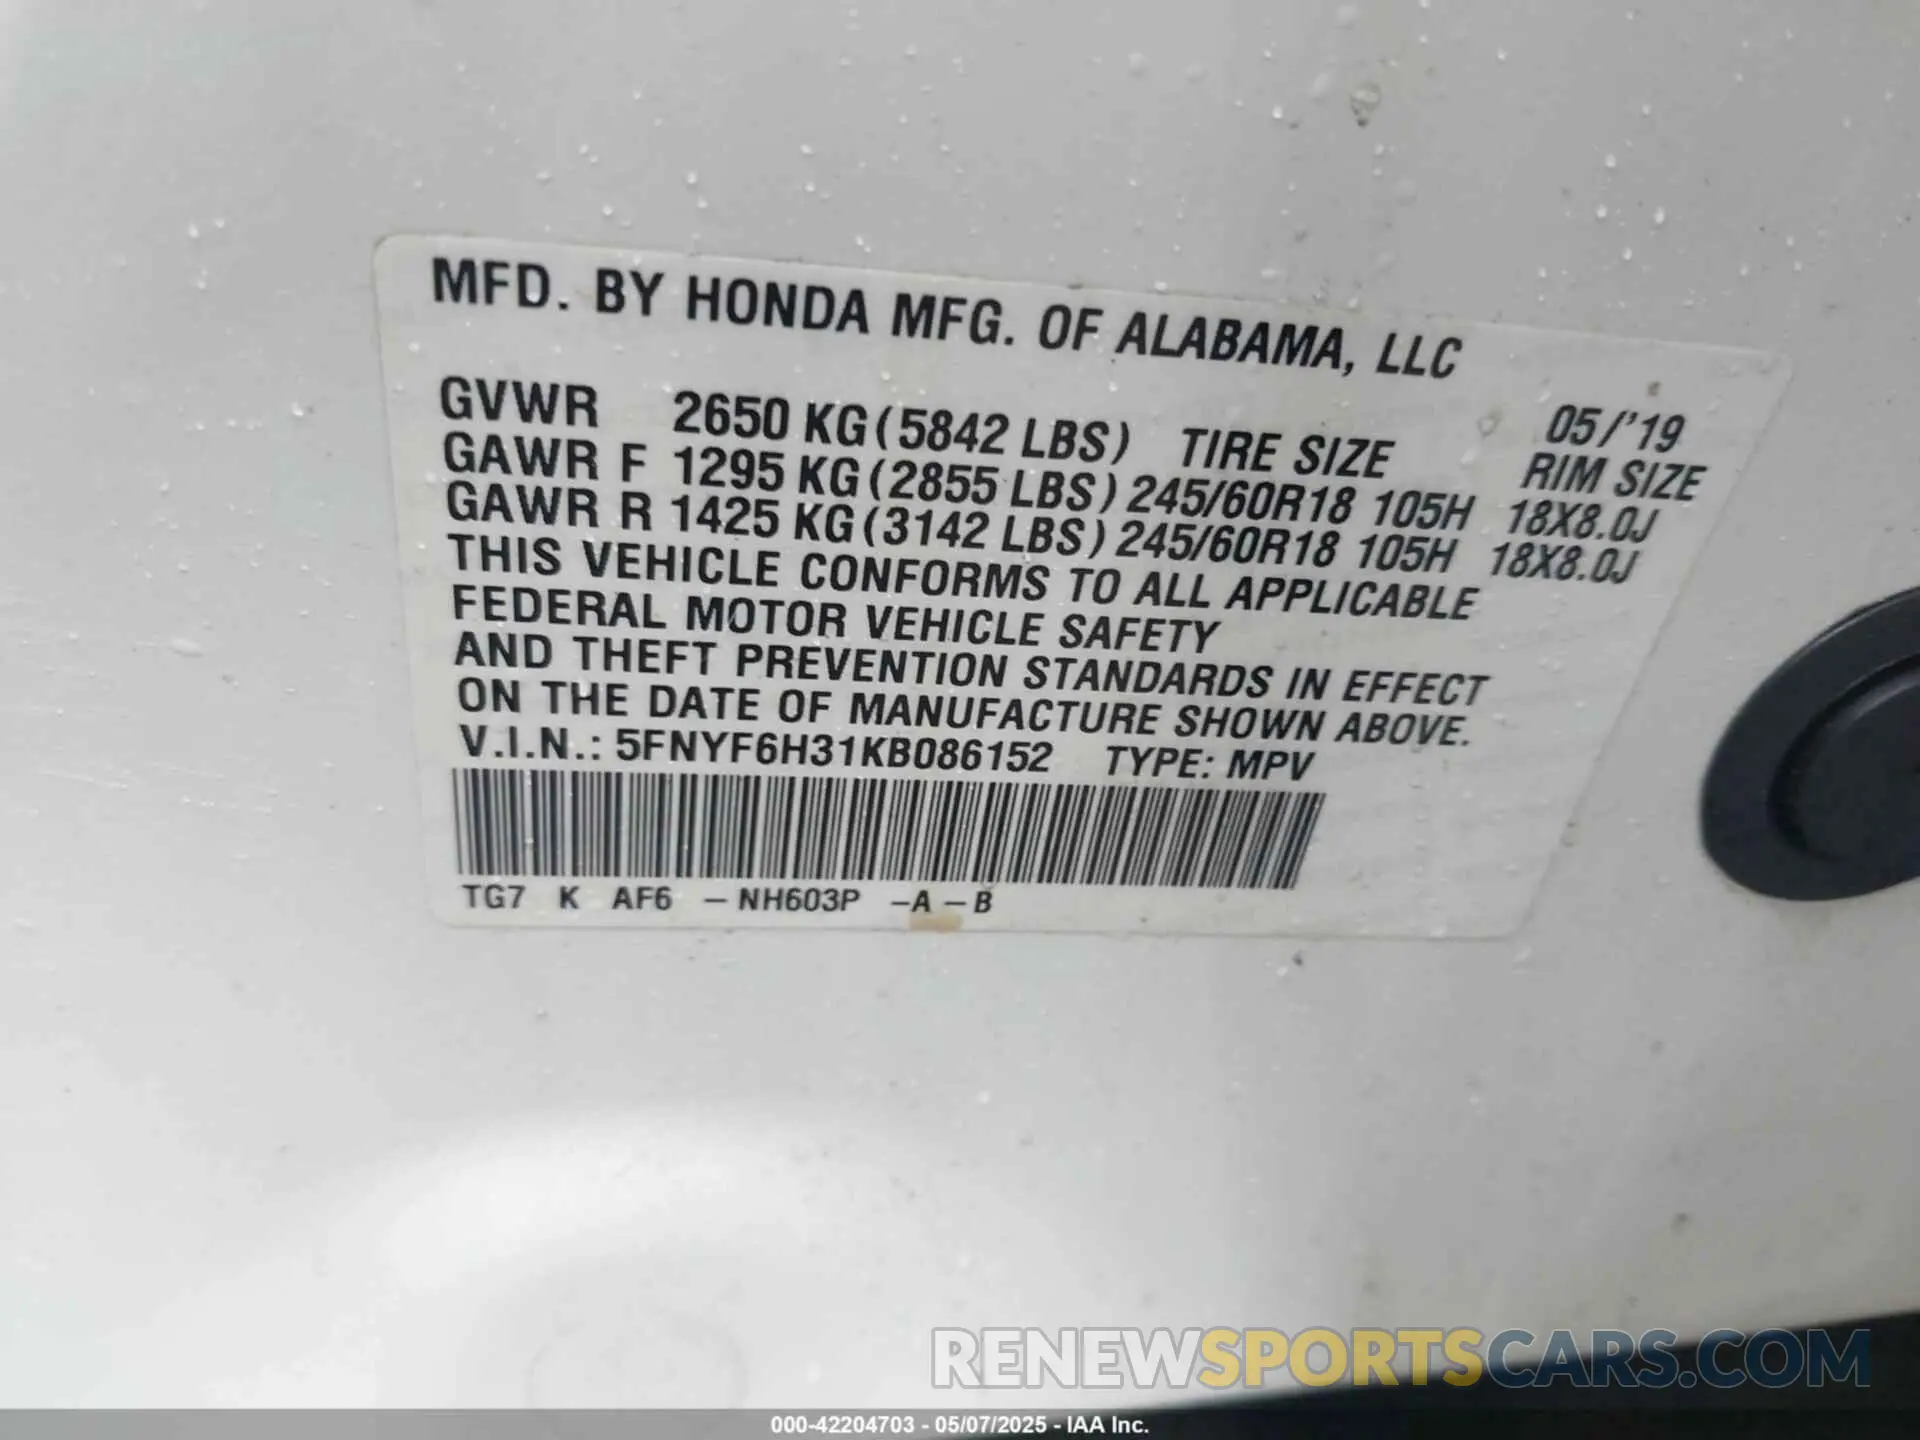 MFD. BY HONDA MFG. OF ALABAMA, LLC
05/'19
GVWR 2650 KG (5842 LBS) TIRE SIZE RIM SIZE
GAWR F 1295 KG (2855 LBS) 245/60R18 105H 18X8.0J
GAWR R 1425 KG (3142 LBS) 245/60R18 105H 18X8.0J
THIS VEHICLE CONFORMS TO ALL APPLICABLE
FEDERAL MOTOR VEHICLE SAFETY
AND THEFT PREVENTION STANDARDS IN EFFECT
ON THE DATE OF MANUFACTURE SHOWN ABOVE.
V.I.N.: 5FNYF6H31KB086152 TYPE: MPV
TG7 K AF6 – NH603P –A – B
RENEWSPORTSCARS.COM
000-42204703 - 05/07/2025 - IAA Inc.